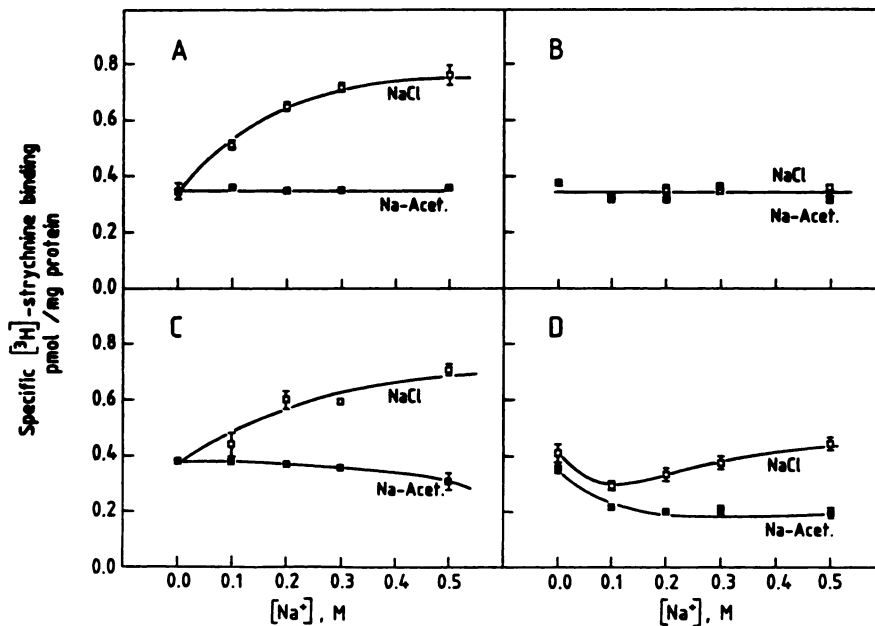 A
B
0.8
0.6
0.4
0.2
0.0
NaCl
Na-Acet.
NaCl
Na-Acet.
Specific [³H]-strychnine binding
pmol / mg protein
C
D
0.8
0.6
0.4
0.2
0.0
NaCl
Na-Acet.
NaCl
Na-Acet.
0.0 0.1 0.2 0.3 0.4 0.5
0.0 0.1 0.2 0.3 0.4 0.5
[Na⁺], M
[Na⁺], M